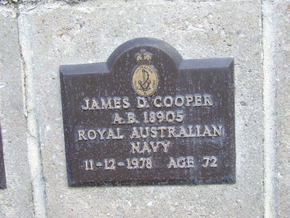 JAMES D. COOPER
A.B. 18905
ROYAL AUSTRALIAN
NAVY
11-12-1978 AGE 72